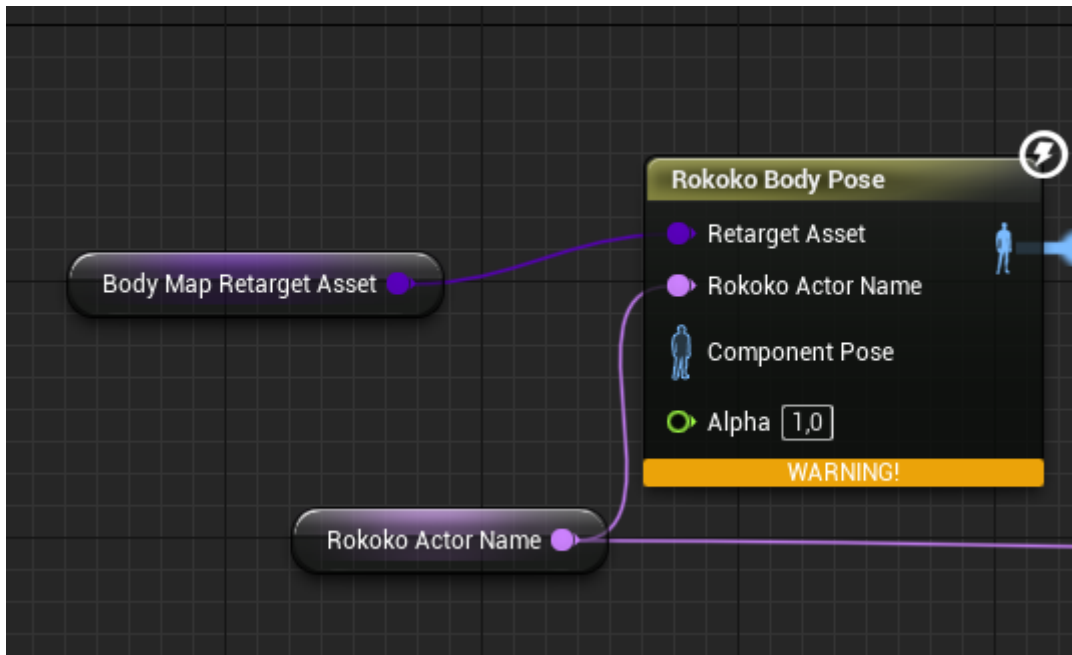 Rokoko Body Pose
Retarget Asset
Body Map Retarget Asset
Rokoko Actor Name
Component Pose
Alpha 1,0
WARNING!
Rokoko Actor Name